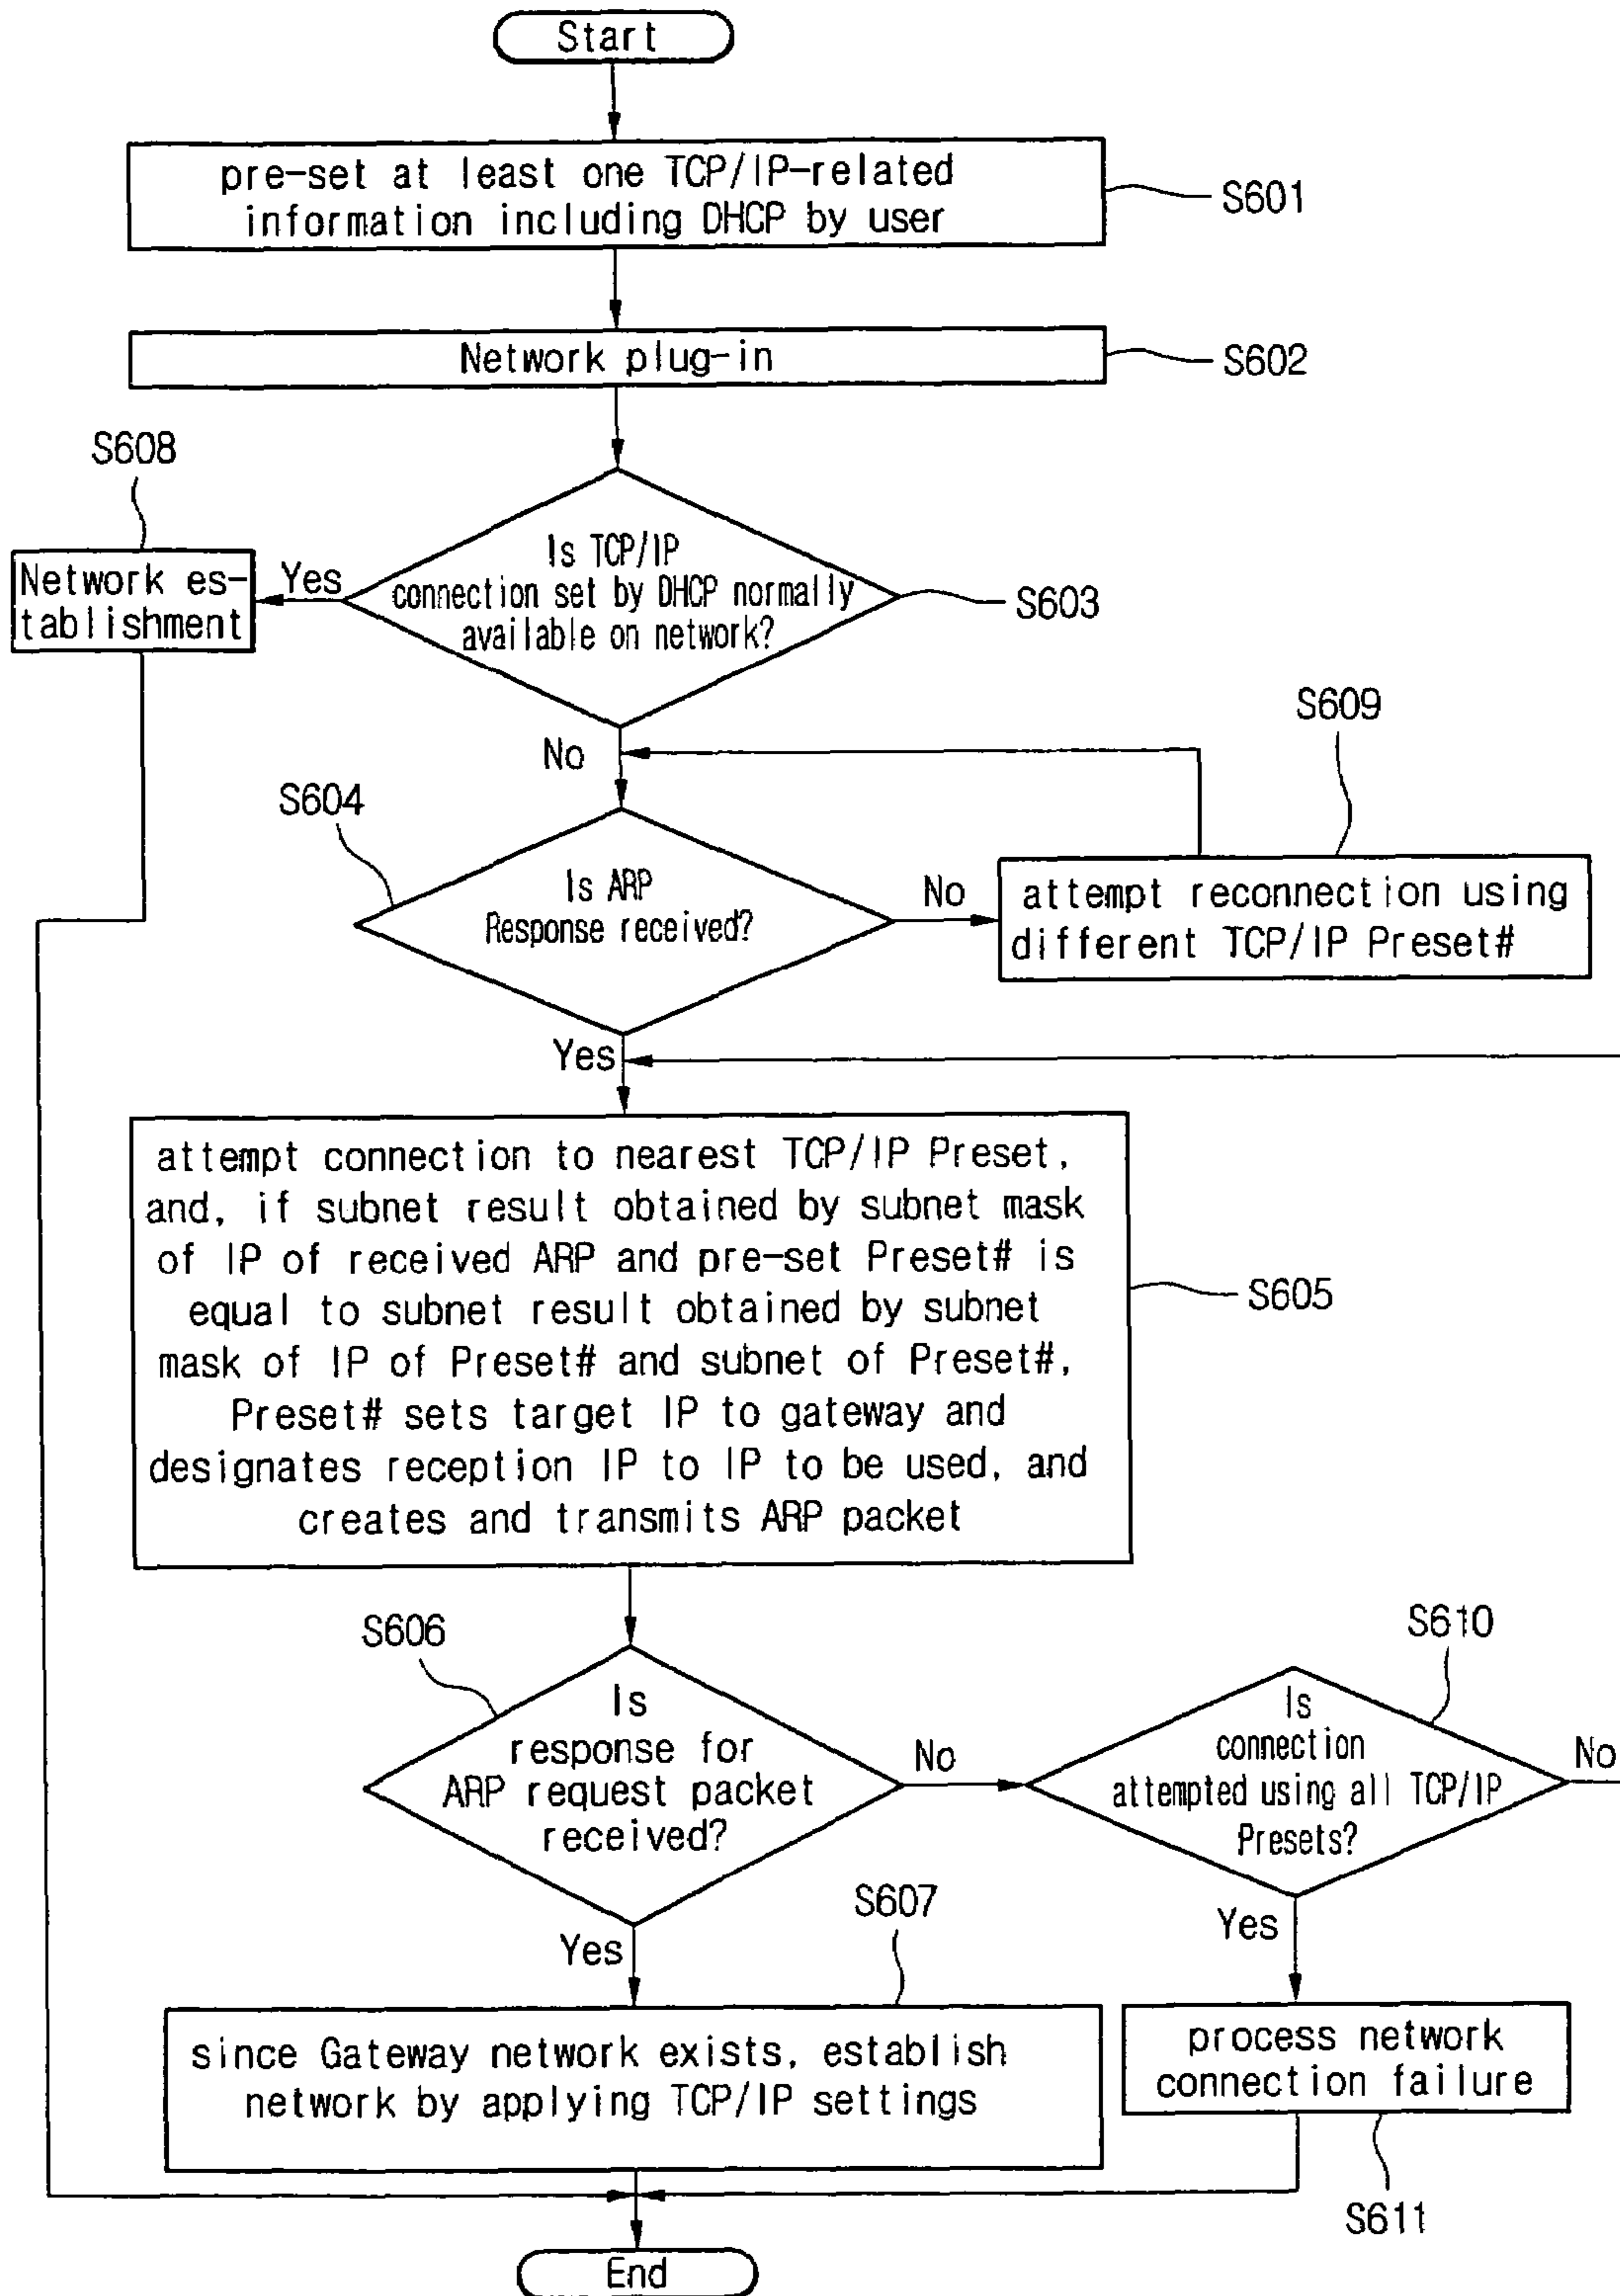 Start
pre-set at least one TCP/IP-related
information including DHCP by user
S601
Network plug-in
S602
S608
Network es-
tablishment
Yes
Is TCP/IP
connection set by DHCP normally
available on network?
S603
No
S609
S604
Is ARP
Response received?
No
attempt reconnection using
different TCP/IP Preset#
Yes
attempt connection to nearest TCP/IP Preset,
and, if subnet result obtained by subnet mask
of IP of received ARP and pre-set Preset# is
equal to subnet result obtained by subnet
mask of IP of Preset# and subnet of Preset#,
Preset# sets target IP to gateway and
designates reception IP to IP to be used, and
creates and transmits ARP packet
S605
S606
Is
response for
ARP request packet
received?
No
S610
Is
connection
attempted using all TCP/IP
Presets?
No
Yes
S607
Yes
since Gateway network exists, establish
network by applying TCP/IP settings
process network
connection failure
S611
End